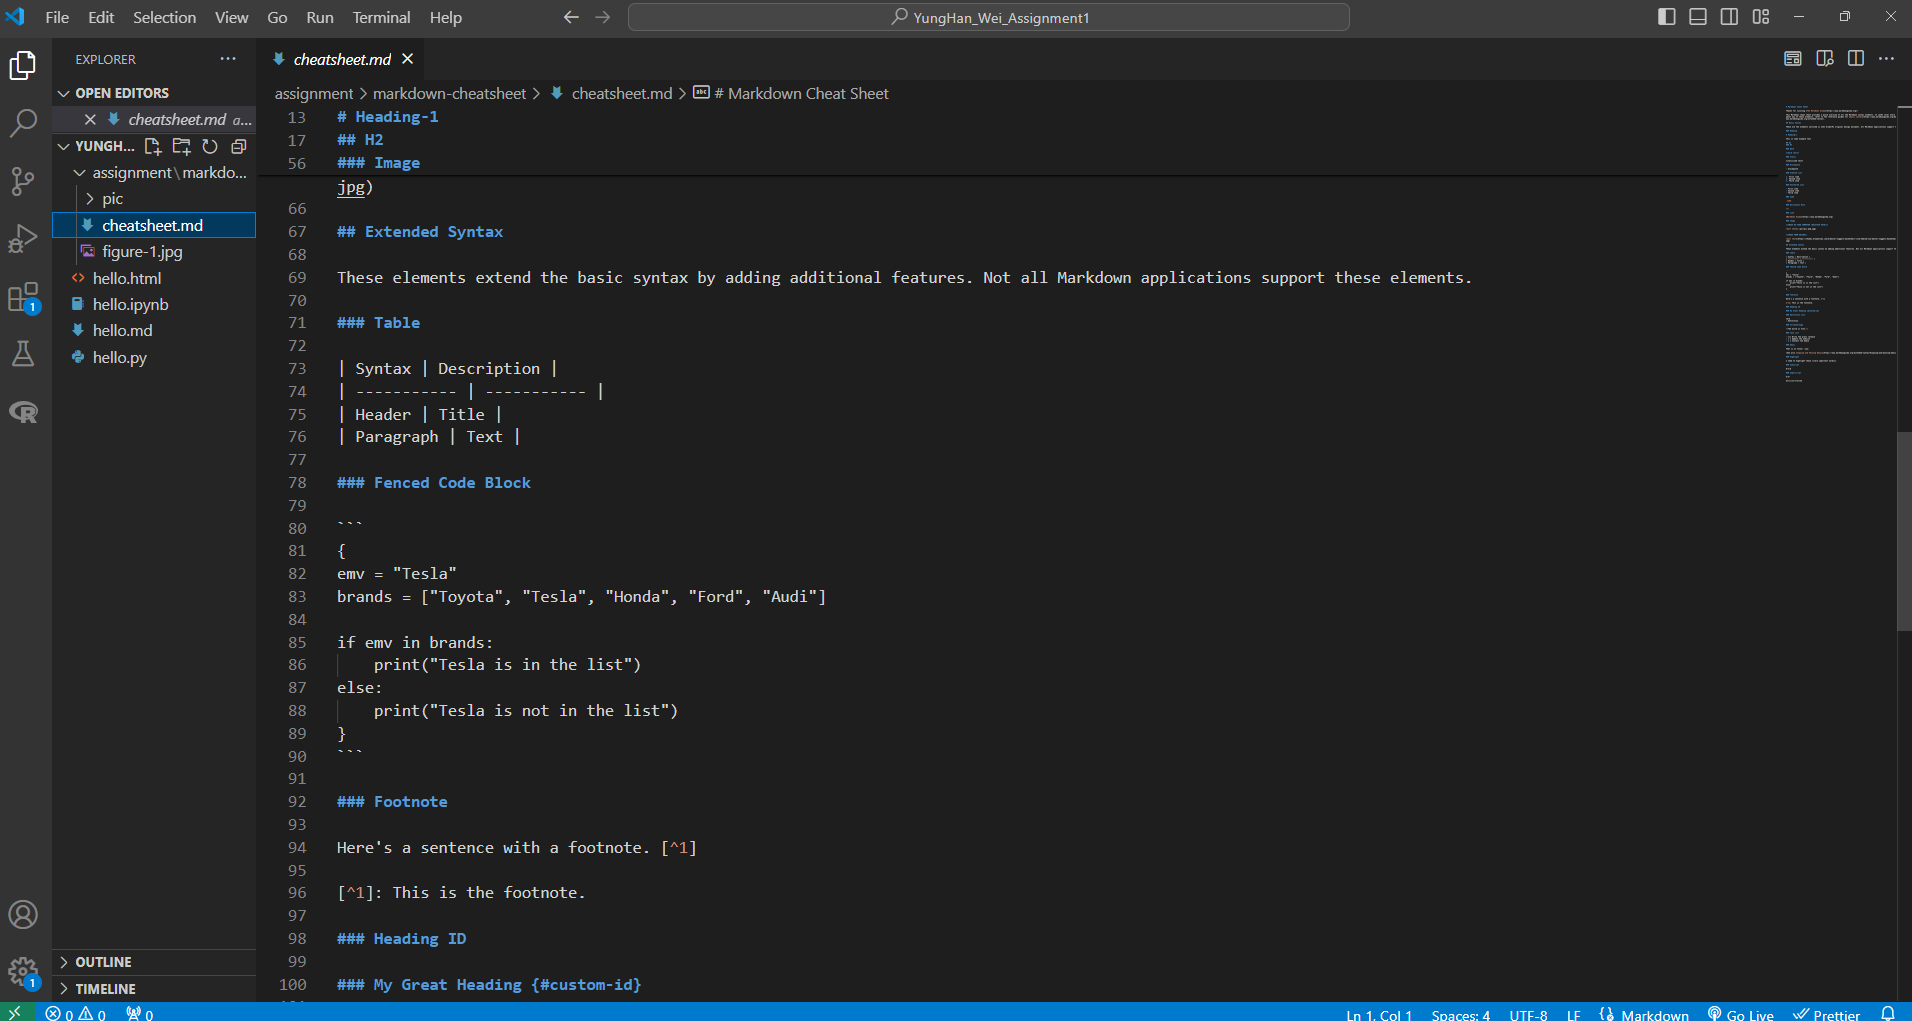 File Edit Selection View Go Run Terminal Help
YungHan_Wei_Assignment1
EXPLORER
OPEN EDITORS
cheatsheet.md a...
YUNGH...
assignment\markdo...
pic
cheatsheet.md
figure-1.jpg
hello.html
hello.ipynb
hello.md
hello.py
OUTLINE
TIMELINE
cheatsheet.md
assignment > markdown-cheatsheet > cheatsheet.md > # Markdown Cheat Sheet
13 # Heading-1
17 ## H2
56 ### Image
jpg)
66
67 ## Extended Syntax
68
69 These elements extend the basic syntax by adding additional features. Not all Markdown applications support these elements.
70
71 ### Table
72
73 | Syntax | Description |
74 | ----------- | ----------- |
75 | Header | Title |
76 | Paragraph | Text |
77
78 ### Fenced Code Block
79
80 ```
81 {
82 emv = "Tesla"
83 brands = ["Toyota", "Tesla", "Honda", "Ford", "Audi"]
84
85 if emv in brands:
86     print("Tesla is in the list")
87 else:
88     print("Tesla is not in the list")
89 }
90 ```
91
92 ### Footnote
93
94 Here's a sentence with a footnote. [^1]
95
96 [^1]: This is the footnote.
97
98 ### Heading ID
99
100 ### My Great Heading {#custom-id}
0 0 0
Ln 1, Col 1 Spaces: 4 UTF-8 LF Markdown Go Live Prettier